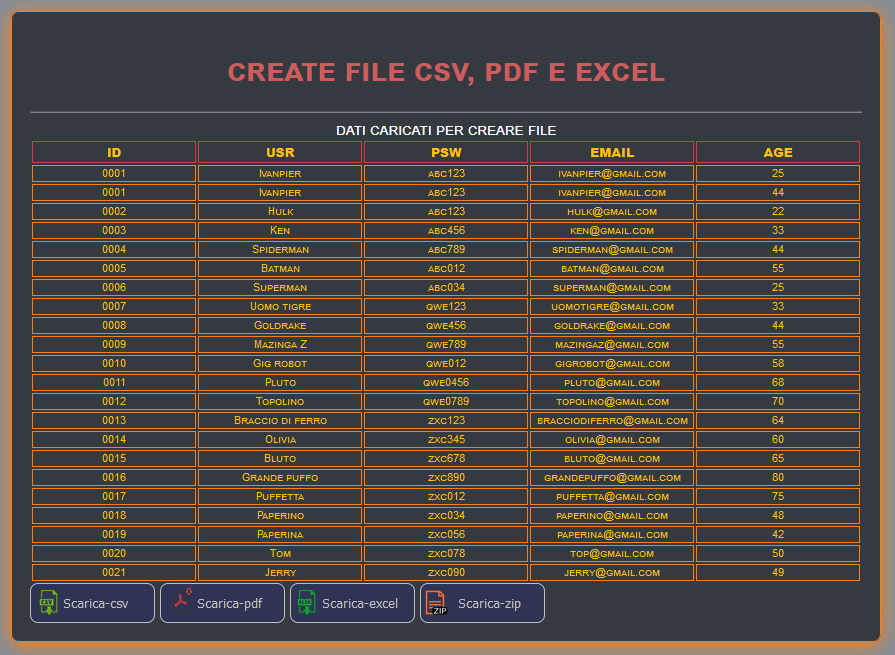 CREATE FILE CSV, PDF E EXCEL
DATI CARICATI PER CREARE FILE
ID USR PSW EMAIL AGE
0001 Ivanpier abc123 ivanpier@gmail.com 25
0001 Ivanpier abc123 ivanpier@gmail.com 44
0002 Hulk abc123 hulk@gmail.com 22
0003 Ken abc456 ken@gmail.com 33
0004 Spiderman abc789 spiderman@gmail.com 44
0005 Batman abc012 batman@gmail.com 55
0006 Superman abc034 superman@gmail.com 25
0007 Uomo tigre qwe123 uomotigre@gmail.com 33
0008 Goldrake qwe456 goldrake@gmail.com 44
0009 Mazinga Z qwe789 mazingaz@gmail.com 55
0010 Gig robot qwe012 gigrobot@gmail.com 58
0011 Pluto qwe0456 pluto@gmail.com 68
0012 Topolino qwe0789 topolino@gmail.com 70
0013 Braccio di ferro zxc123 bracciodiferro@gmail.com 64
0014 Olivia zxc345 olivia@gmail.com 60
0015 Bluto zxc678 bluto@gmail.com 65
0016 Grande puffo zxc890 grandepuffo@gmail.com 80
0017 Puffetta zxc012 puffetta@gmail.com 75
0018 Paperino zxc034 paperino@gmail.com 48
0019 Paperina zxc056 paperina@gmail.com 42
0020 Tom zxc078 top@gmail.com 50
0021 Jerry zxc090 jerry@gmail.com 49
CSV Scarica-csv Scarica-pdf Scarica-excel ZIP Scarica-zip